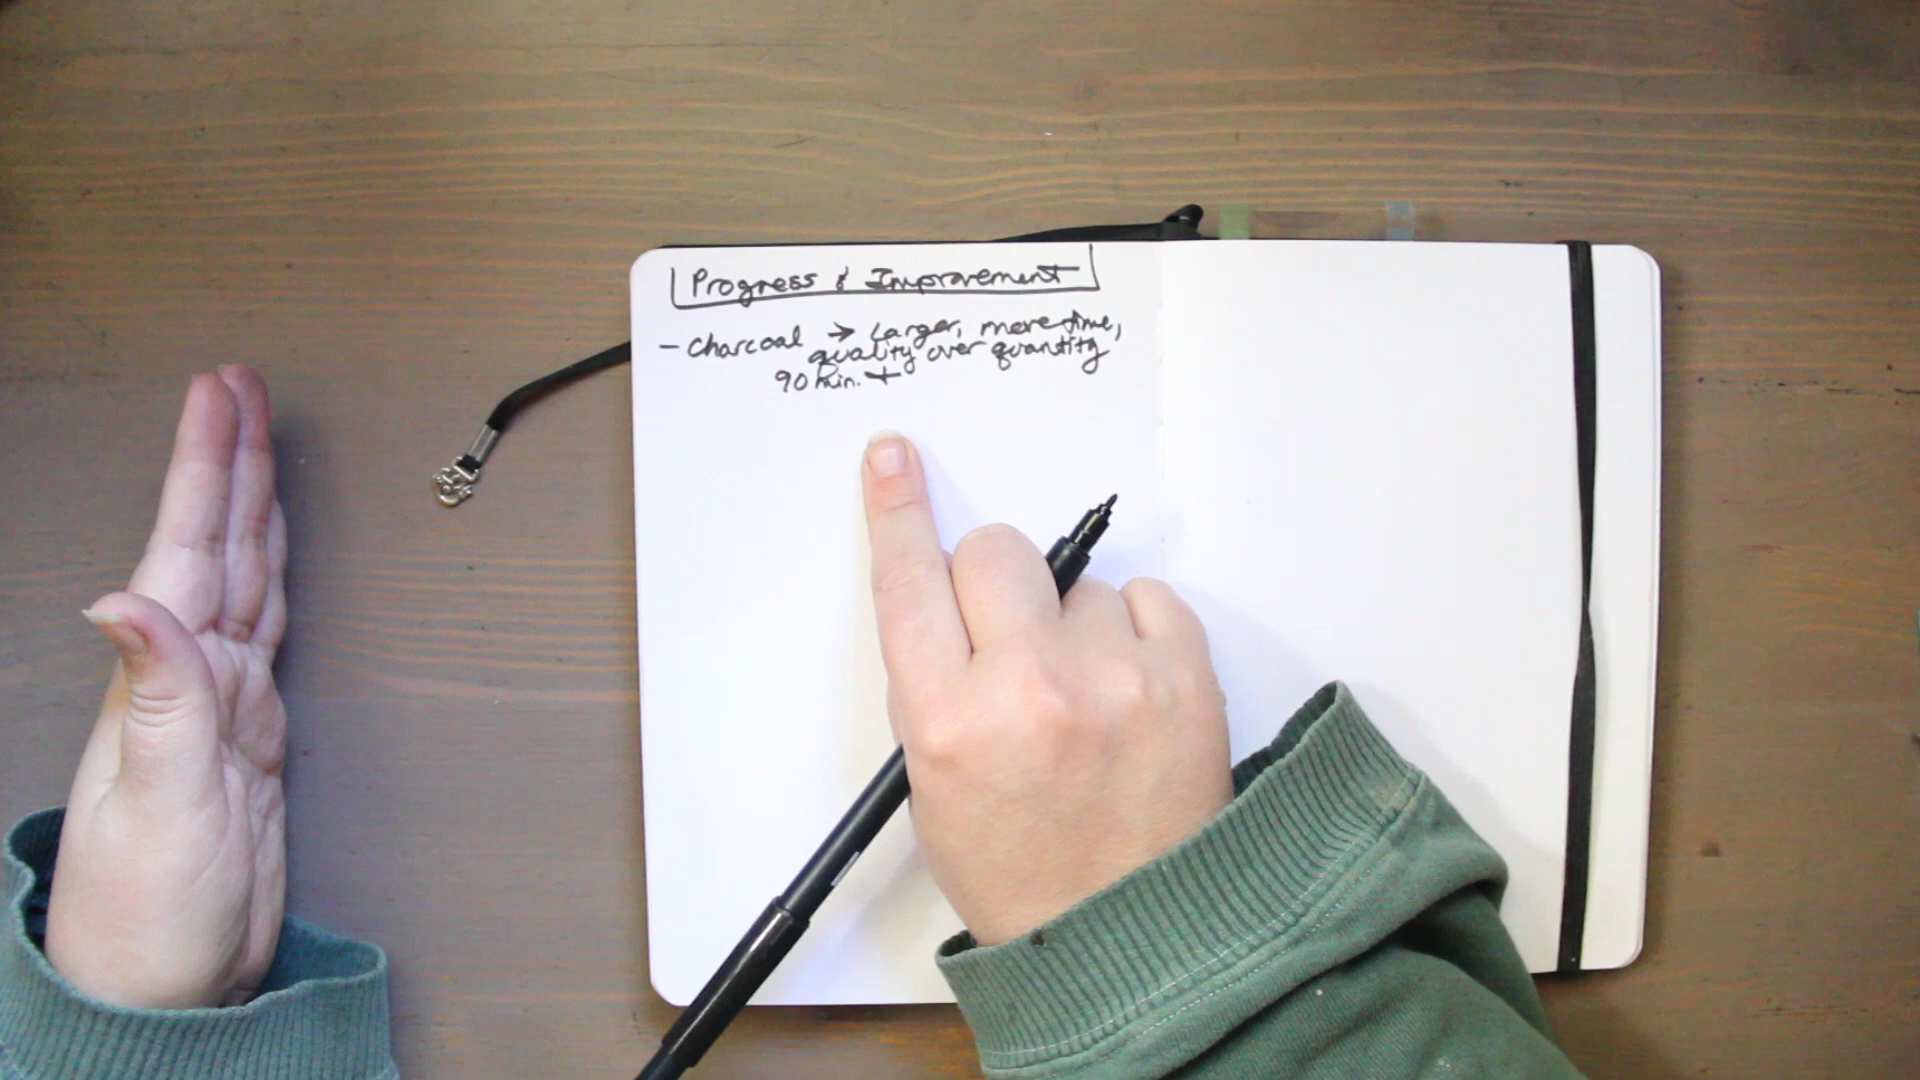 Progress & Improvement
- Charcoal → Larger, more time,
quality over quantity
90 min. +